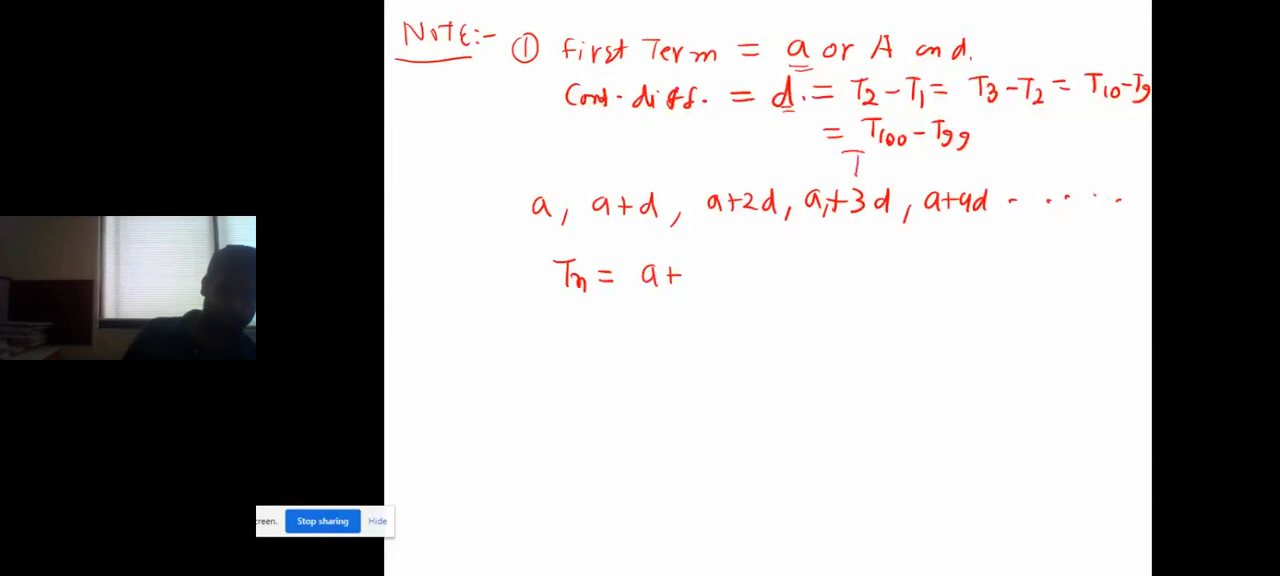 NOTE:- ① First Term = a or A and.
Com-diff. = d. = T2 - T1 = T3 - T2 = T10 - T9
= T100 - T99
T
a, a+d, a+2d, a,+3d, a+4d - .....
Tn = a+
creen. Stop sharing Hide